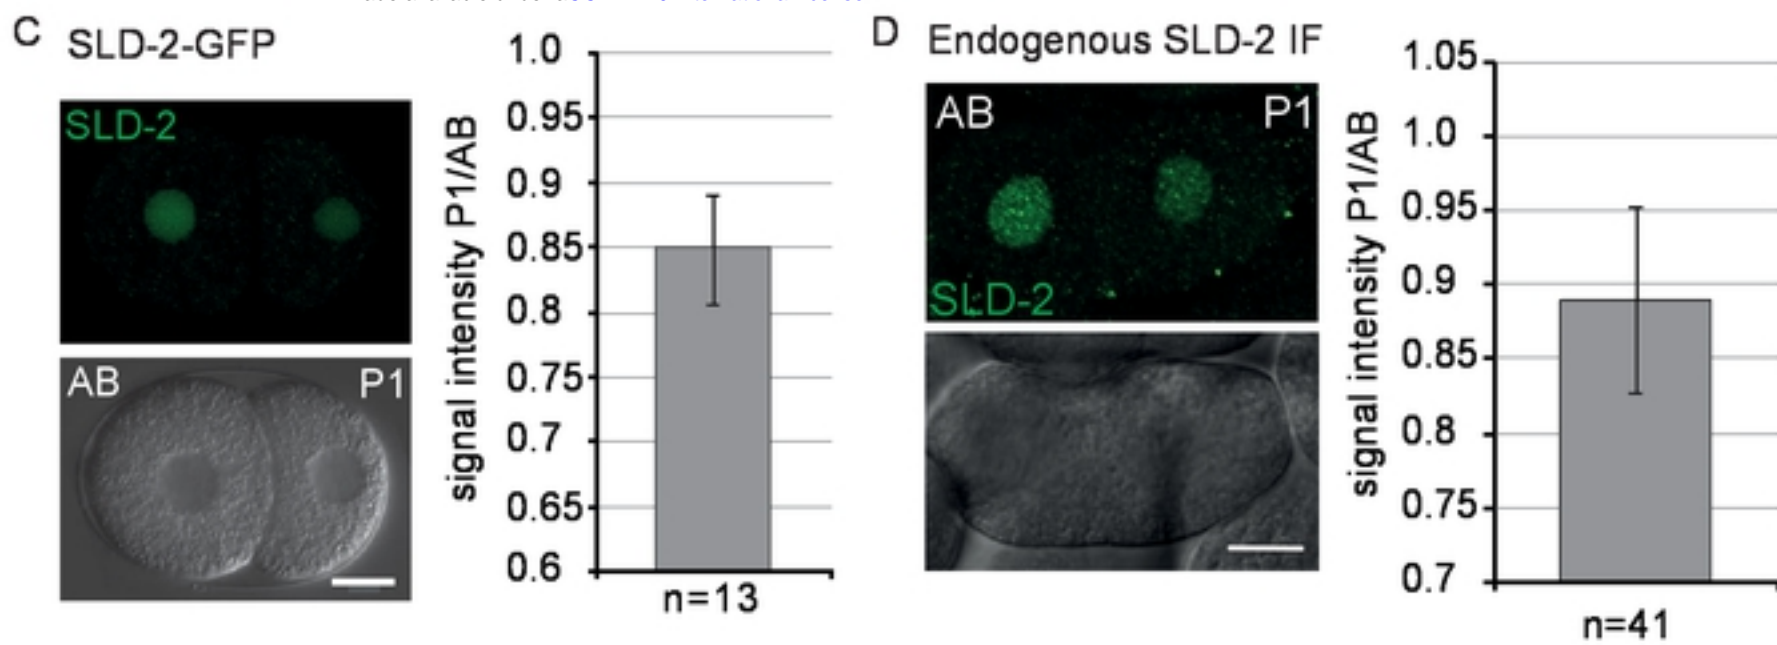 C SLD-2-GFP
SLD-2
AB P1
signal intensity P1/AB
1.0
0.95
0.9
0.85
0.8
0.75
0.7
0.65
0.6
n=13
D Endogenous SLD-2 IF
AB P1
SLD-2
signal intensity P1/AB
1.05
1.0
0.95
0.9
0.85
0.8
0.75
0.7
n=41